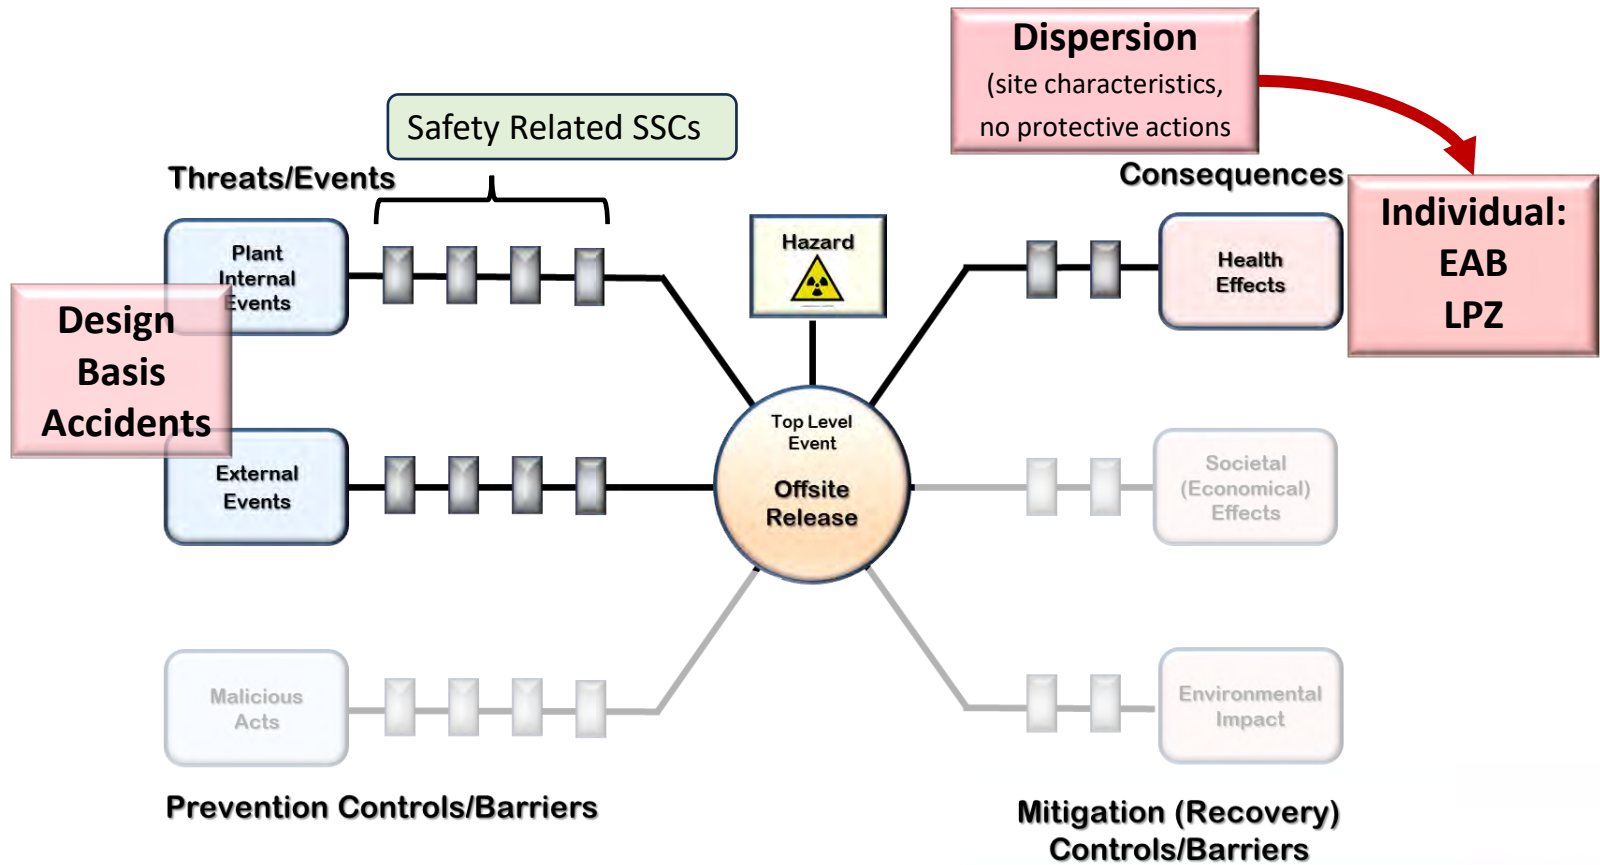 Dispersion
(site characteristics,
no protective actions
Safety Related SSCs
Threats/Events
Consequences
Plant
Internal
Events
Hazard
Health
Effects
Individual:
EAB
LPZ
Design
Basis
Accidents
External
Events
Top Level
Event
Offsite
Release
Societal
(Economical)
Effects
Malicious
Acts
Environmental
Impact
Prevention Controls/Barriers
Mitigation (Recovery)
Controls/Barriers